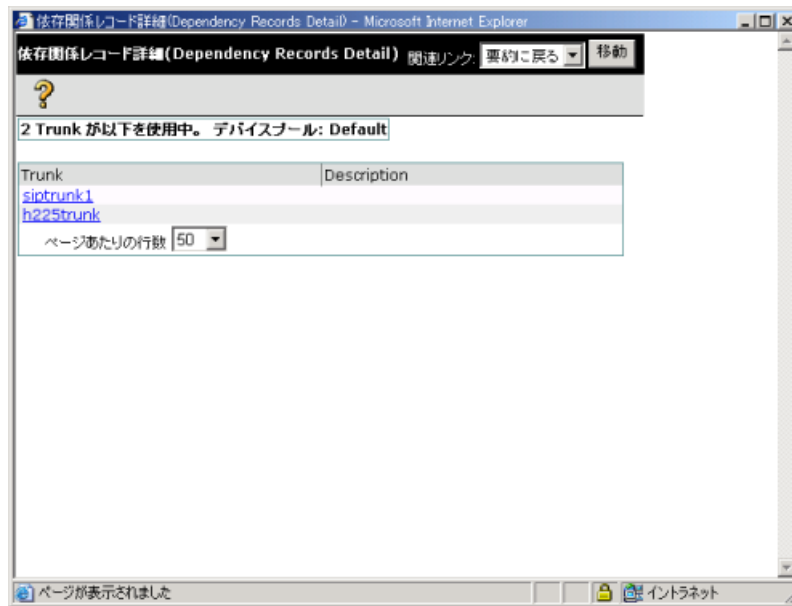 依存関係レコード詳細(Dependency Records Detail) - Microsoft Internet Explorer
依存関係レコード詳細(Dependency Records Detail) 関連リンク: 要約に戻る 移動
2 Trunk が以下を使用中。 デバイスプール: Default
Trunk Description
siptrunk1
h225trunk
ページあたりの行数 50
ページが表示されました イントラネット